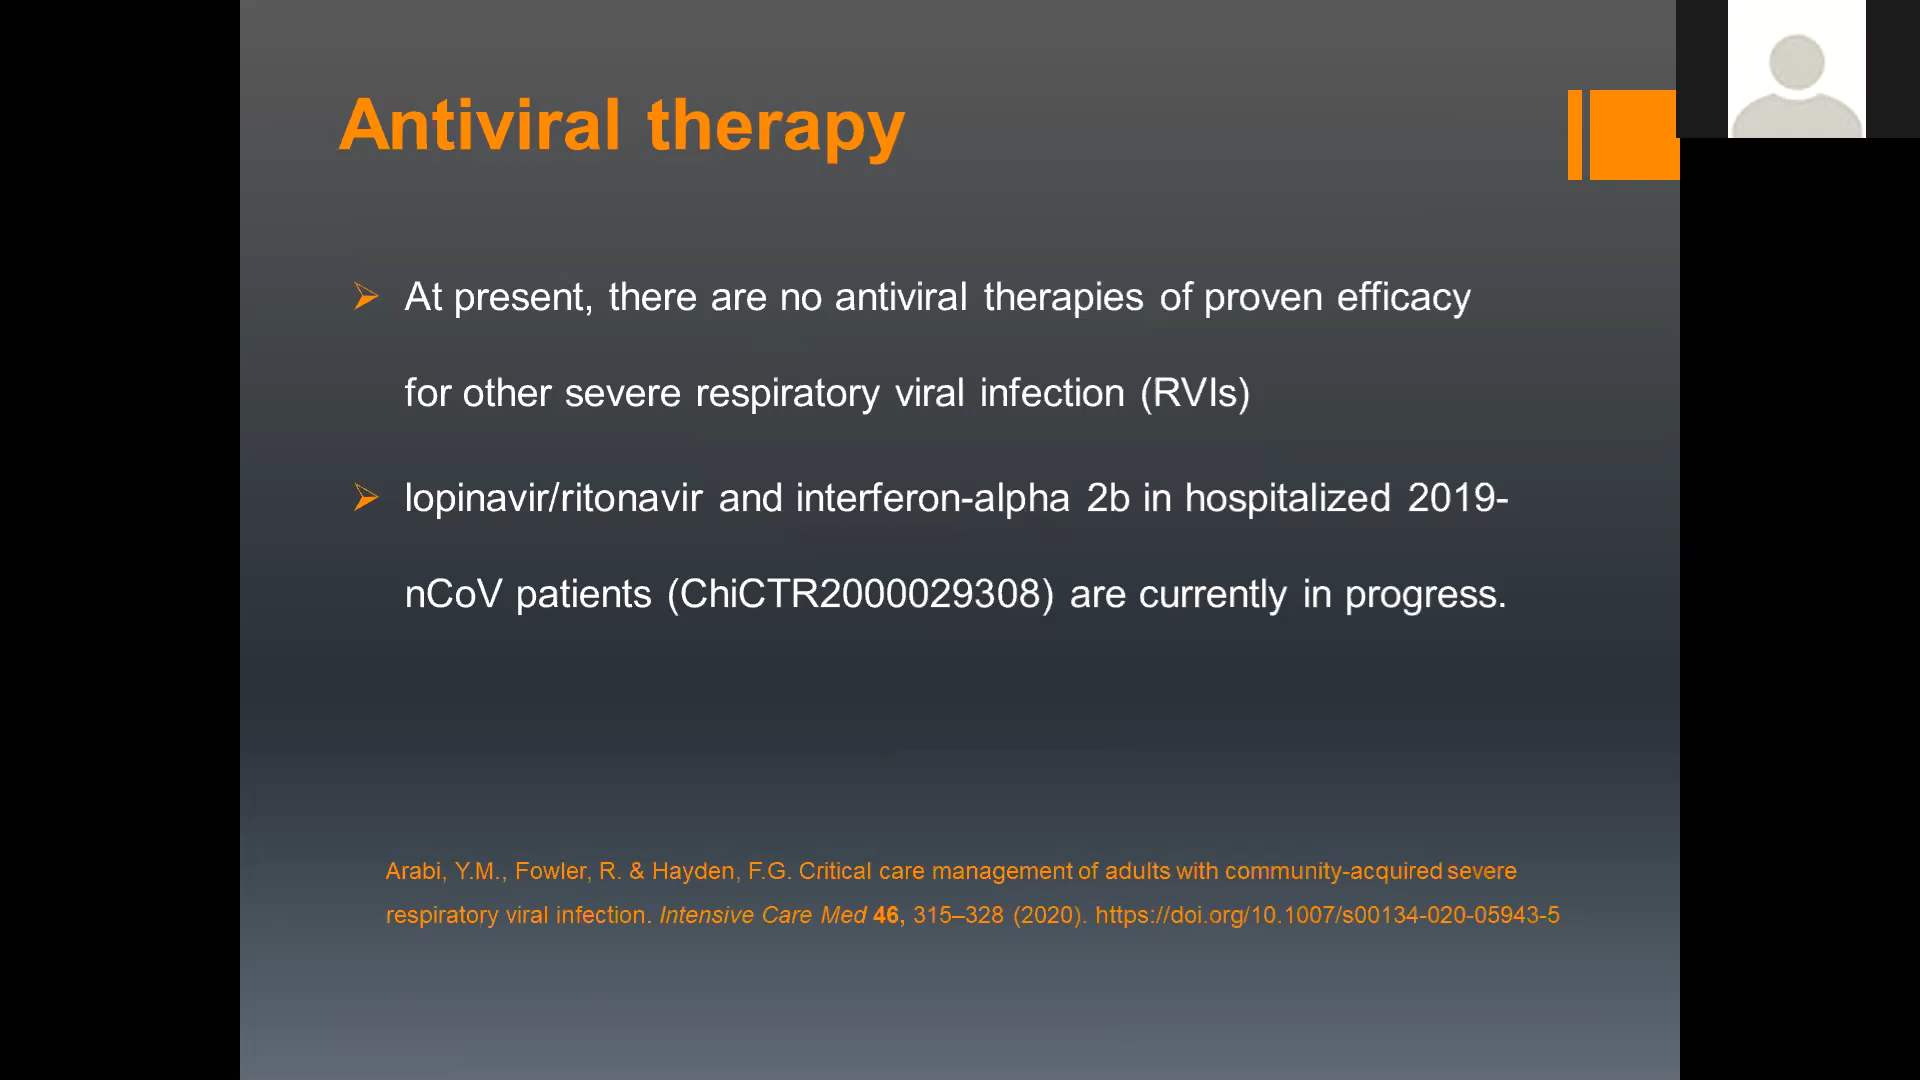 Antiviral therapy
At present, there are no antiviral therapies of proven efficacy
for other severe respiratory viral infection (RVIs)
lopinavir/ritonavir and interferon-alpha 2b in hospitalized 2019-
nCoV patients (ChiCTR2000029308) are currently in progress.
Arabi, Y.M., Fowler, R. & Hayden, F.G. Critical care management of adults with community-acquired severe
respiratory viral infection. Intensive Care Med 46, 315–328 (2020). https://doi.org/10.1007/s00134-020-05943-5